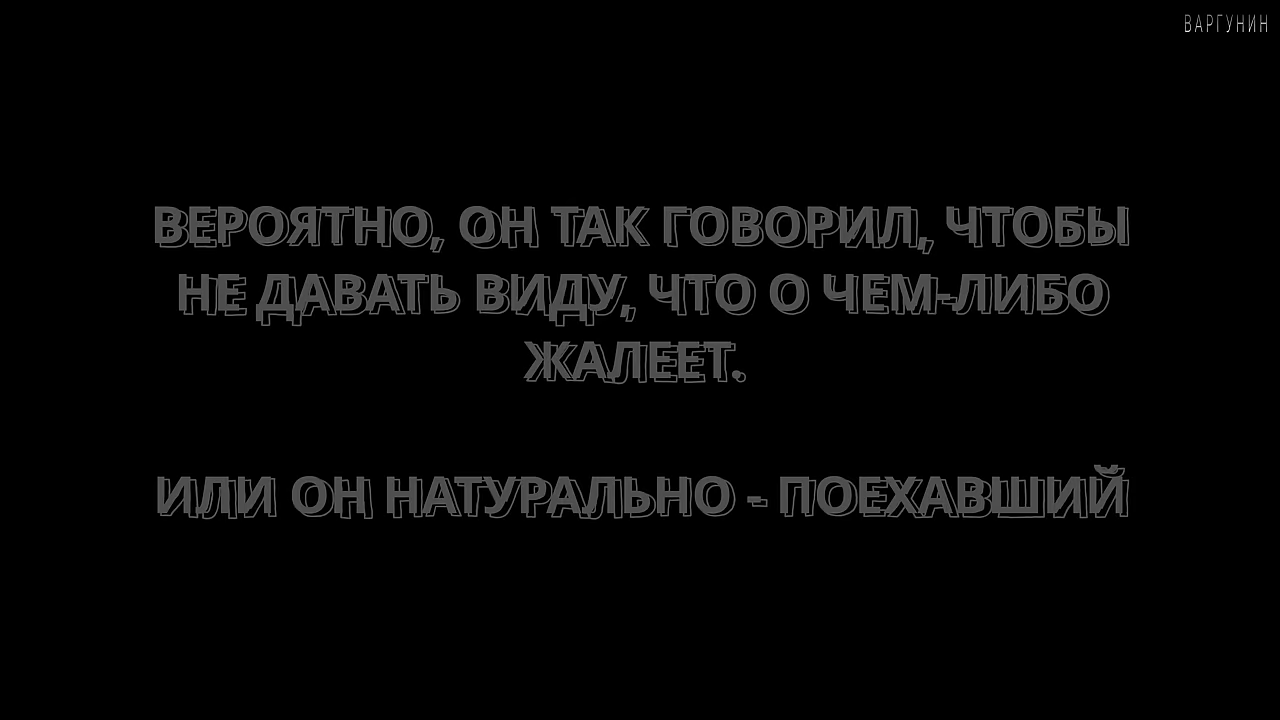 ВАРГУНИН
ВЕРОЯТНО, ОН ТАК ГОВОРИЛ, ЧТОБЫ
НЕ ДАВАТЬ ВИДУ, ЧТО О ЧЕМ-ЛИБО
ЖАЛЕЕТ.
ИЛИ ОН НАТУРАЛЬНО - ПОЕХАВШИЙ